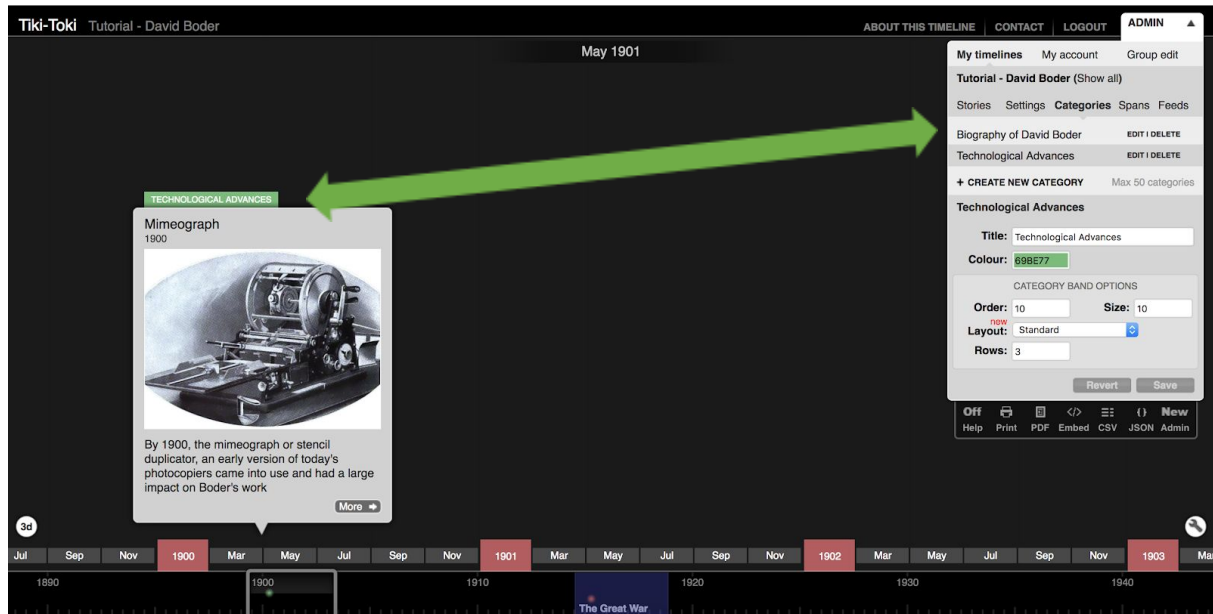 Tiki-Toki Tutorial - David Boder
ABOUT THIS TIMELINE CONTACT LOGOUT ADMIN
May 1901
My timelines My account Group edit
Tutorial - David Boder (Show all)
Stories Settings Categories Spans Feeds
Biography of David Boder EDIT | DELETE
Technological Advances EDIT | DELETE
+ CREATE NEW CATEGORY Max 50 categories
Technological Advances
Title: Technological Advances
Colour: 69BE77
CATEGORY BAND OPTIONS
Order: 10 Size: 10
new
Layout: Standard
Rows: 3
Revert Save
Off </> { } New
Help Print PDF Embed CSV JSON Admin
TECHNOLOGICAL ADVANCES
Mimeograph
1900
By 1900, the mimeograph or stencil
duplicator, an early version of today's
photocopiers came into use and had a large
impact on Boder's work
More
3d
Jul Sep Nov 1900 Mar May Jul Sep Nov 1901 Mar May Jul Sep Nov 1902 Mar May Jul Sep Nov 1903 Ma
1890 1900 1910 1920 1930 1940
The Great War